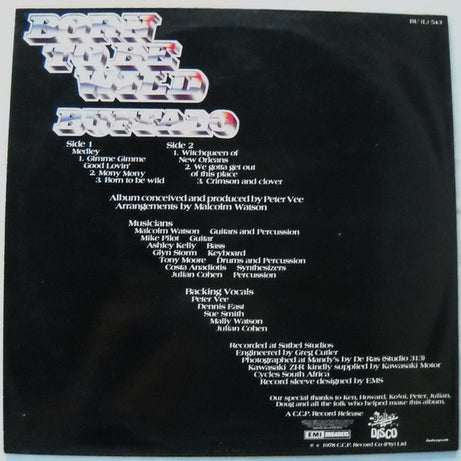 BU (L) 543
BORN
TO BE
WILD
BUNTARO
Side 1
Medley
1. Gimme Gimme
Good Lovin'
2. Mony Mony
3. Born to be wild
Side 2
1. Witchqueen of
New Orleans
2. We gotta get out
of this place
3. Crimson and clover
Album conceived and produced by Peter Vee
Arrangements by Malcolm Watson
Musicians
Malcolm Watson Guitars and Percussion
Mike Pilot Guitar
Ashley Kelly Bass
Glyn Storm Keyboard
Tony Moore Drums and Percussion
Costa Anadiotis Synthesizers
Julian Cohen Percussion
Backing Vocals
Peter Vee
Dennis East
Sue Smith
Mally Watson
Julian Cohen
Recorded at Satbel Studios
Engineered by Greg Cutler
Photographed at Mandy's by De Ras (Studio 313)
Kawasaki Z1-R kindly supplied by Kawasaki Motor
Cycles South Africa
Record sleeve designed by EMS
Our special thanks to Ken, Howard, Peter, Julian,
Doug and all the folk who helped make this album.
A C.C.P. Record Release
EMI BRIGADIERS
DISCO
1978 C.C.P. Record Co (Pty) Ltd